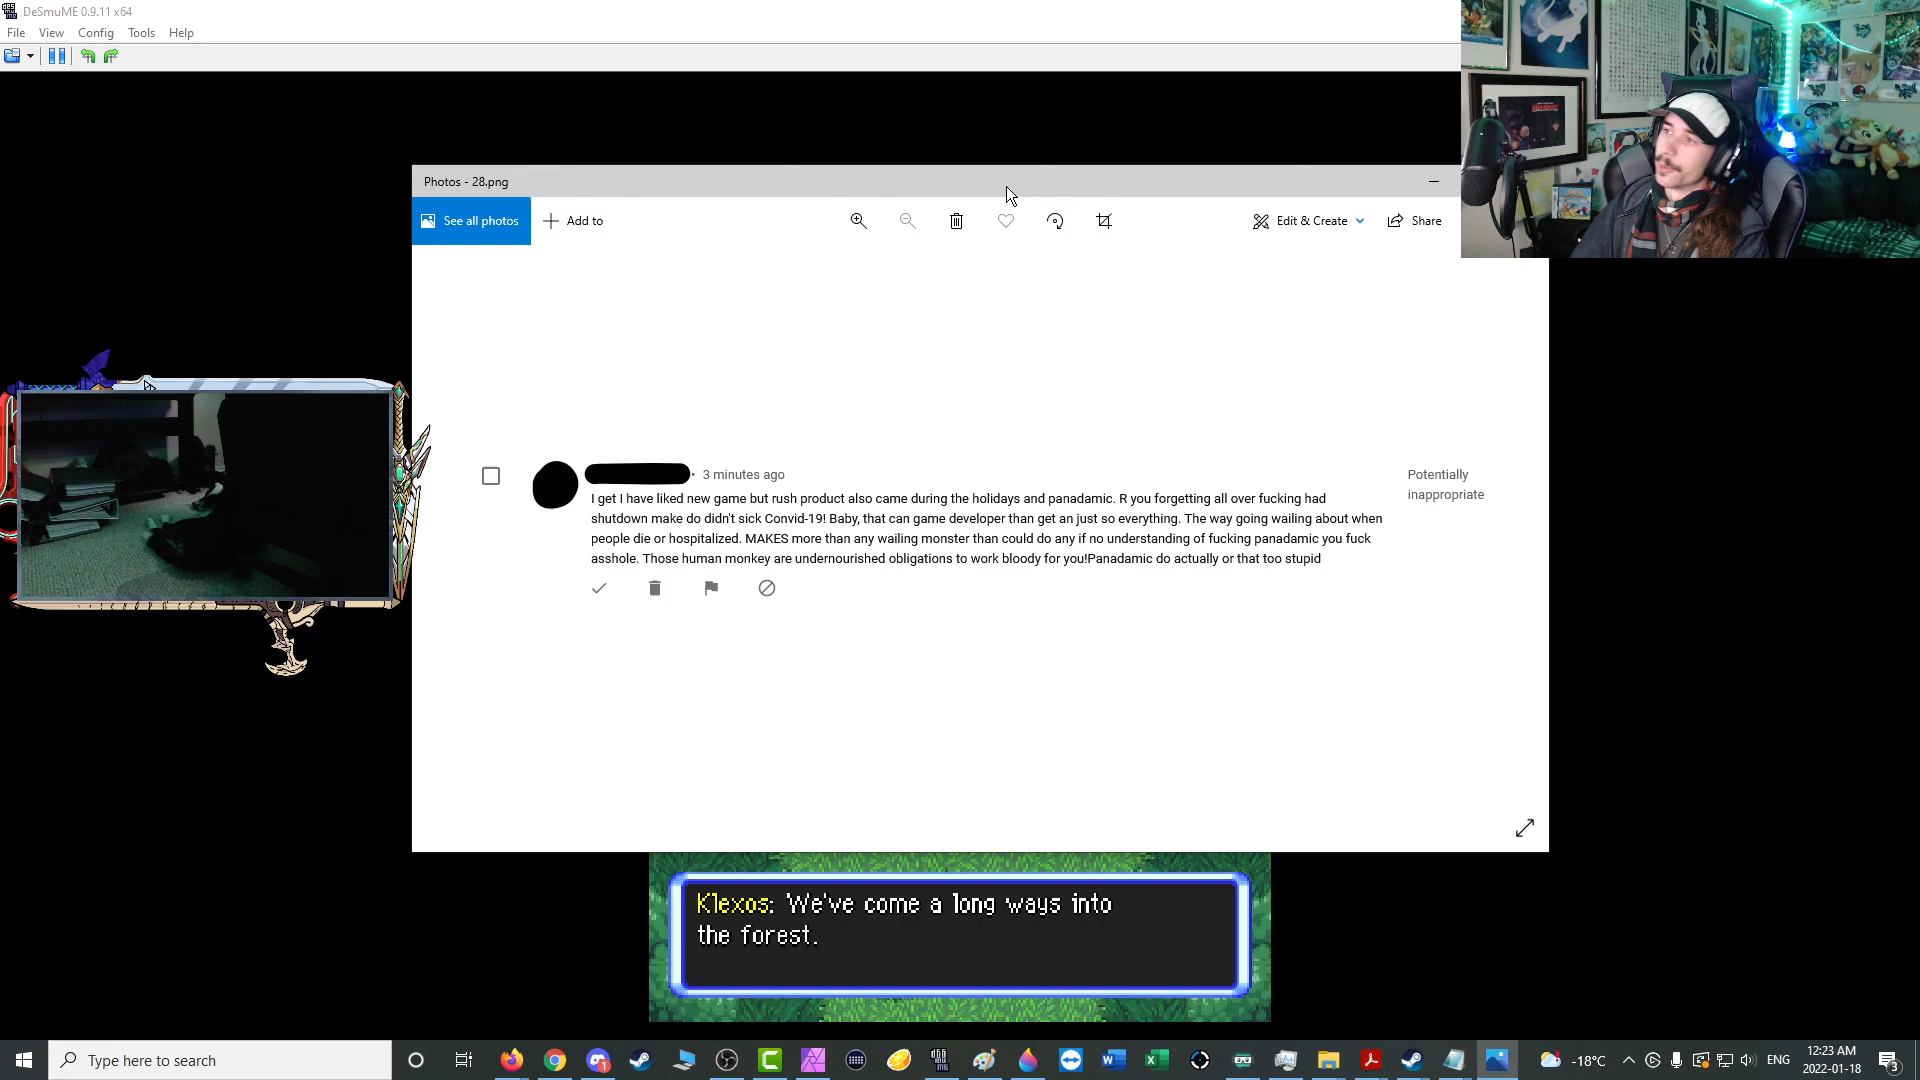 DeSmuME 0.9.11 x64
File View Config Tools Help
Photos - 28.png
See all photos
Add to
Edit & Create
Share
3 minutes ago
Potentially
inappropriate
I get I have liked new game but rush product also came during the holidays and panadamic. R you forgetting all over fucking had
shutdown make do didn't sick Convid-19! Baby, that can game developer than get an just so everything. The way going wailing about when
people die or hospitalized. MAKES more than any wailing monster than could do any if no understanding of fucking panadamic you fuck
asshole. Those human monkey are undernourished obligations to work bloody for you!Panadamic do actually or that too stupid
Klexos: We've come a long ways into
the forest.
Type here to search
-18°C
ENG
12:23 AM
2022-01-18
3